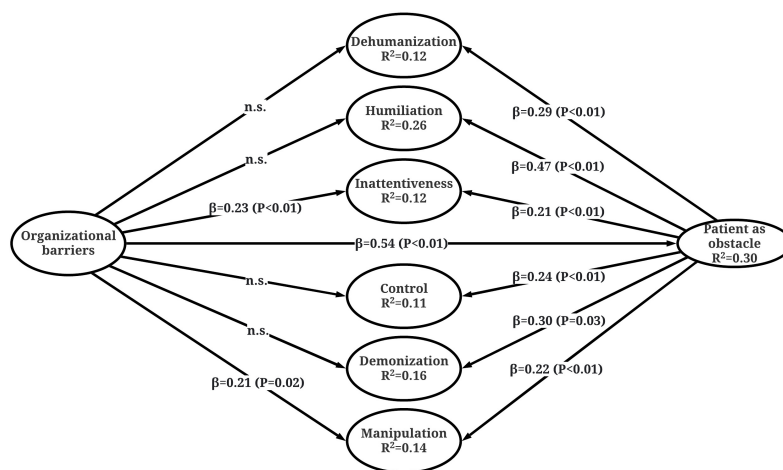 Dehumanization
R²=0.12
n.s.
β=0.29 (P<0.01)
Humiliation
R²=0.26
n.s.
β=0.47 (P<0.01)
Inattentiveness
R²=0.12
β=0.23 (P<0.01)
β=0.21 (P<0.01)
Organizational
barriers
β=0.54 (P<0.01)
Patient as
obstacle
R²=0.30
n.s.
Control
R²=0.11
β=0.24 (P<0.01)
n.s.
Demonization
R²=0.16
β=0.30 (P=0.03)
β=0.21 (P=0.02)
β=0.22 (P<0.01)
Manipulation
R²=0.14